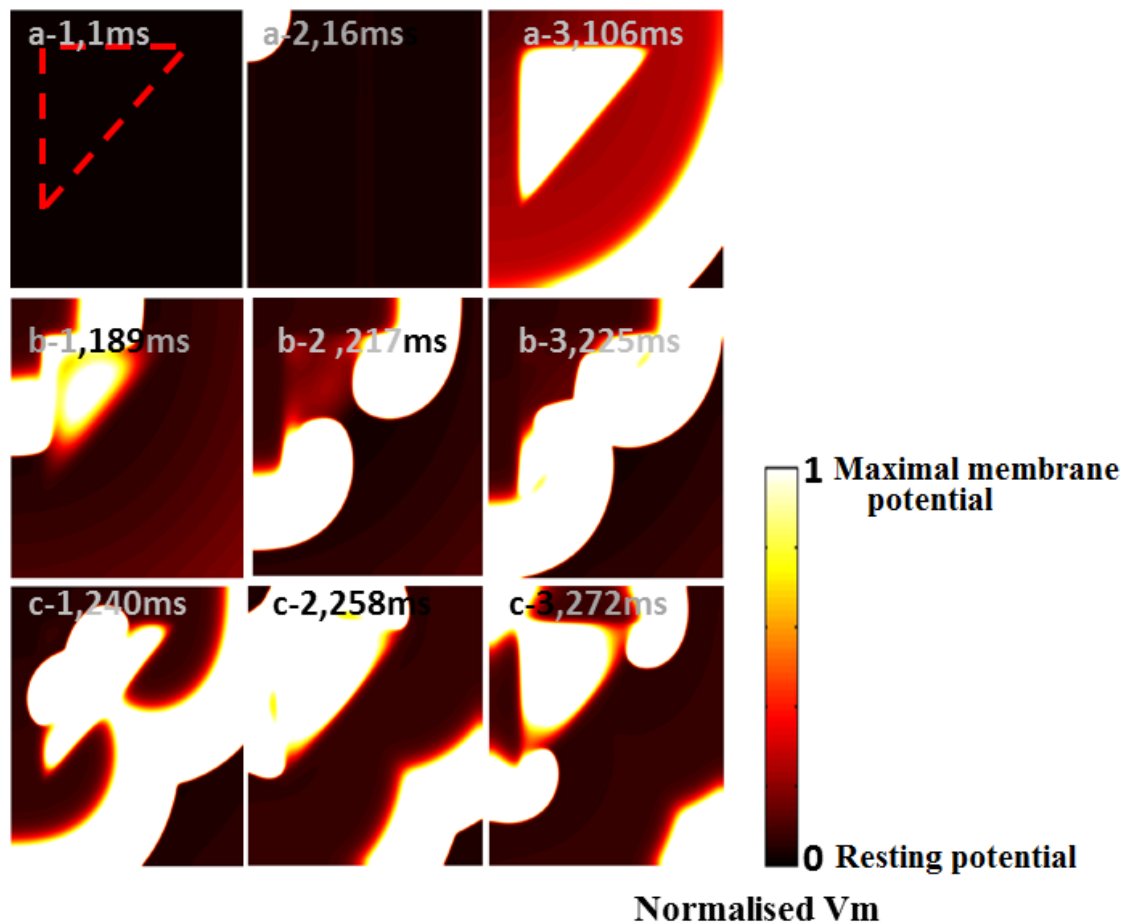 a-1,1ms
a-2,16ms
a-3,106ms
b-1,189ms
b-2 ,217ms
b-3,225ms
c-1,240ms
c-2,258ms
c-3,272ms
1 Maximal membrane
potential
0 Resting potential
Normalised Vm